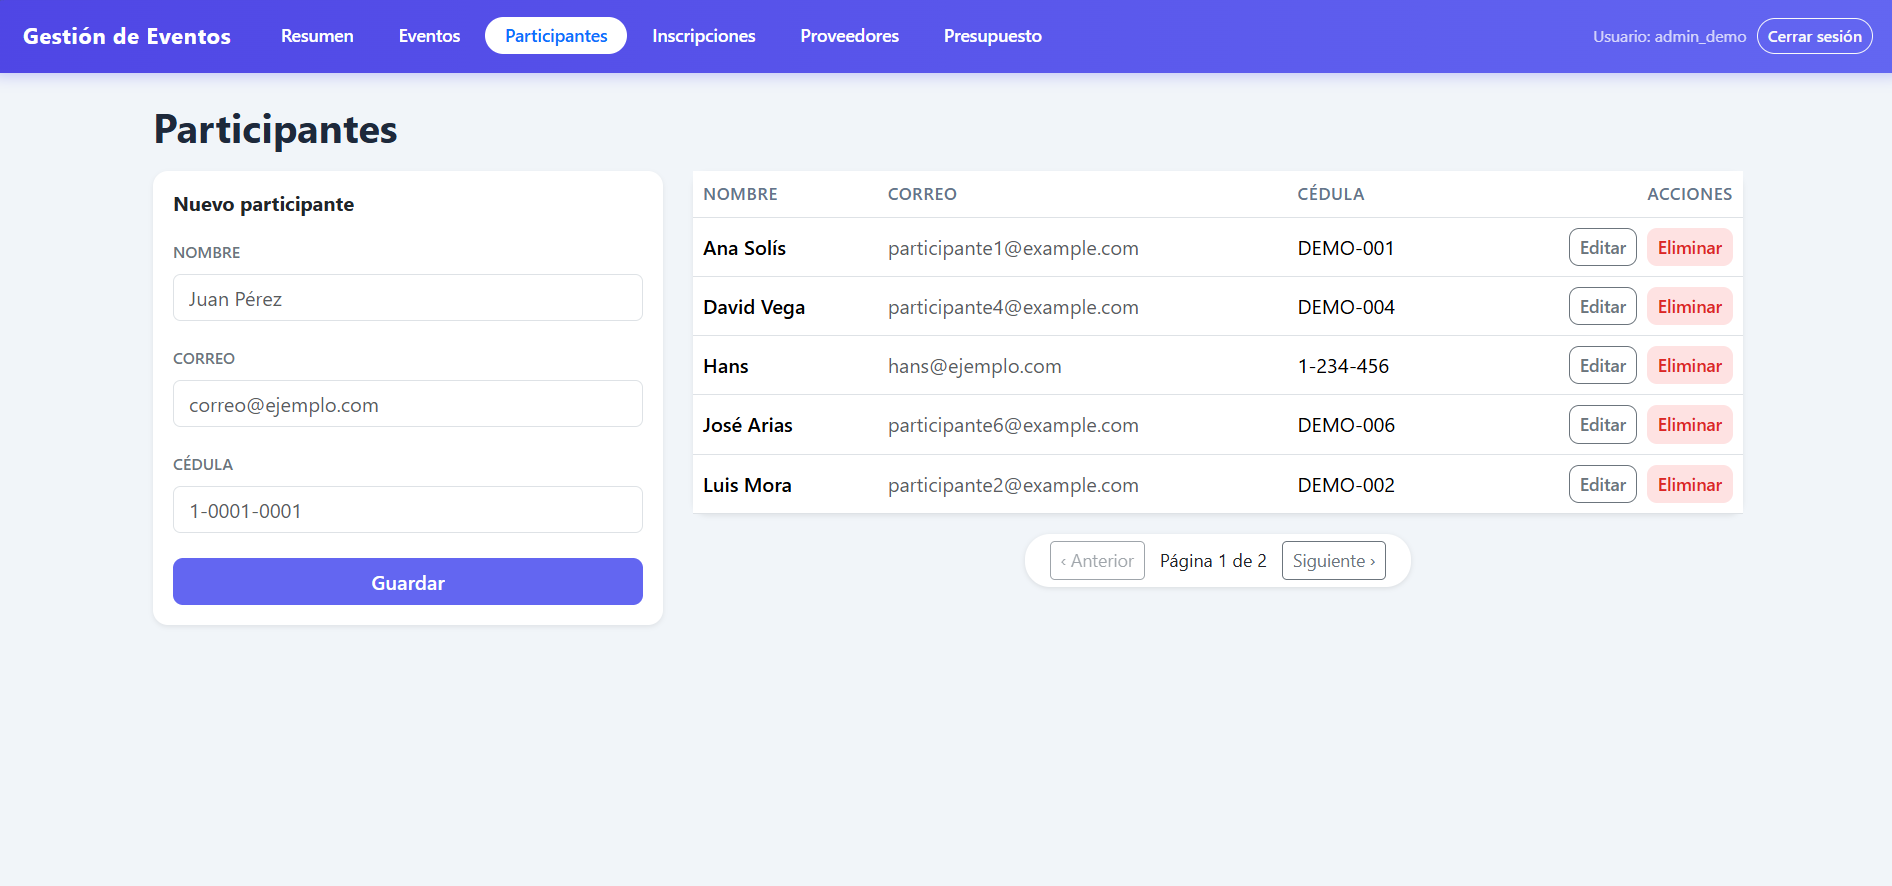 Gestión de Eventos Resumen Eventos Participantes Inscripciones Proveedores Presupuesto Usuario: admin_demo Cerrar sesión
Participantes
Nuevo participante
NOMBRE
Juan Pérez
CORREO
correo@ejemplo.com
CÉDULA
1-0001-0001
Guardar
NOMBRE CORREO CÉDULA ACCIONES
Ana Solís participante1@example.com DEMO-001 Editar Eliminar
David Vega participante4@example.com DEMO-004 Editar Eliminar
Hans hans@ejemplo.com 1-234-456 Editar Eliminar
José Arias participante6@example.com DEMO-006 Editar Eliminar
Luis Mora participante2@example.com DEMO-002 Editar Eliminar
‹ Anterior Página 1 de 2 Siguiente ›